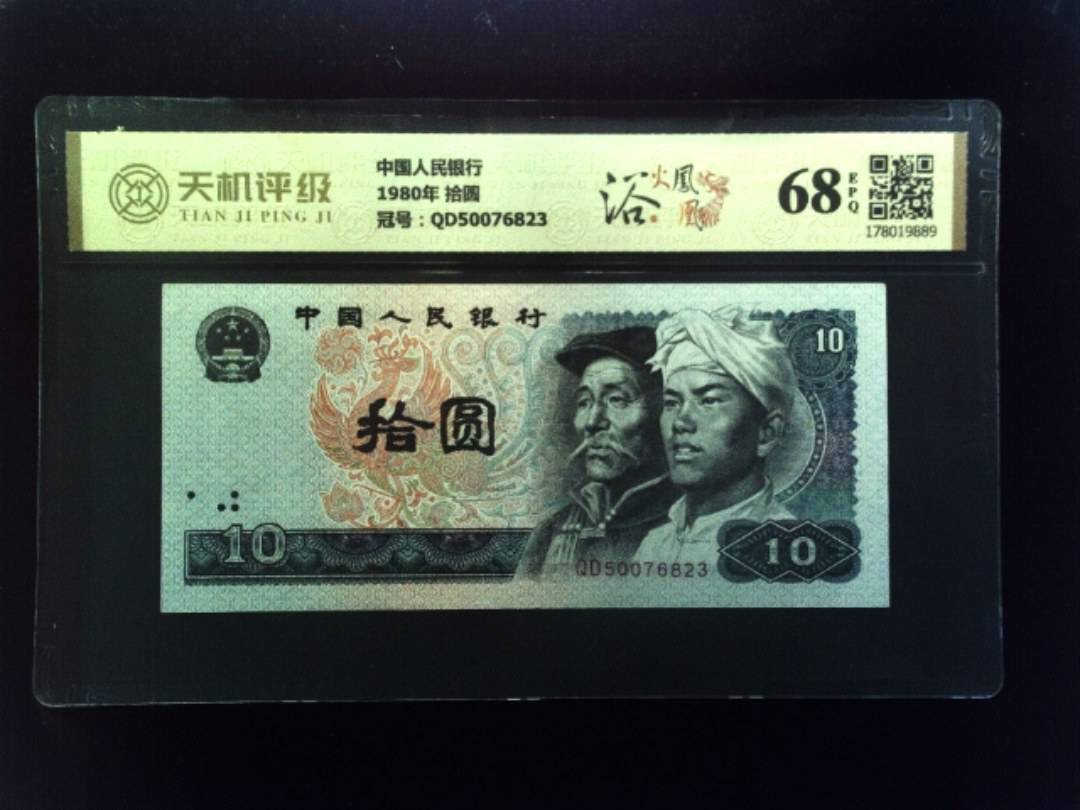 天机评级
TIAN JI PING JI
中国人民银行
1980年 拾圆
冠号：QD50076823
浴火凤凰
68
EPQ
178019889
中国人民银行
10
拾圆
10
10
QD50076823